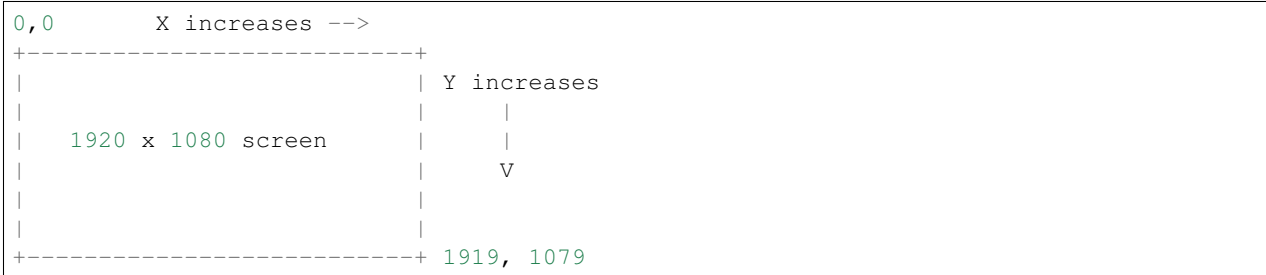 0,0       X increases -->
+---------------------------+
|                           | Y increases
|                           |     |
|   1920 x 1080 screen      |     |
|                           |     V
|                           |
|                           |
+---------------------------+ 1919, 1079